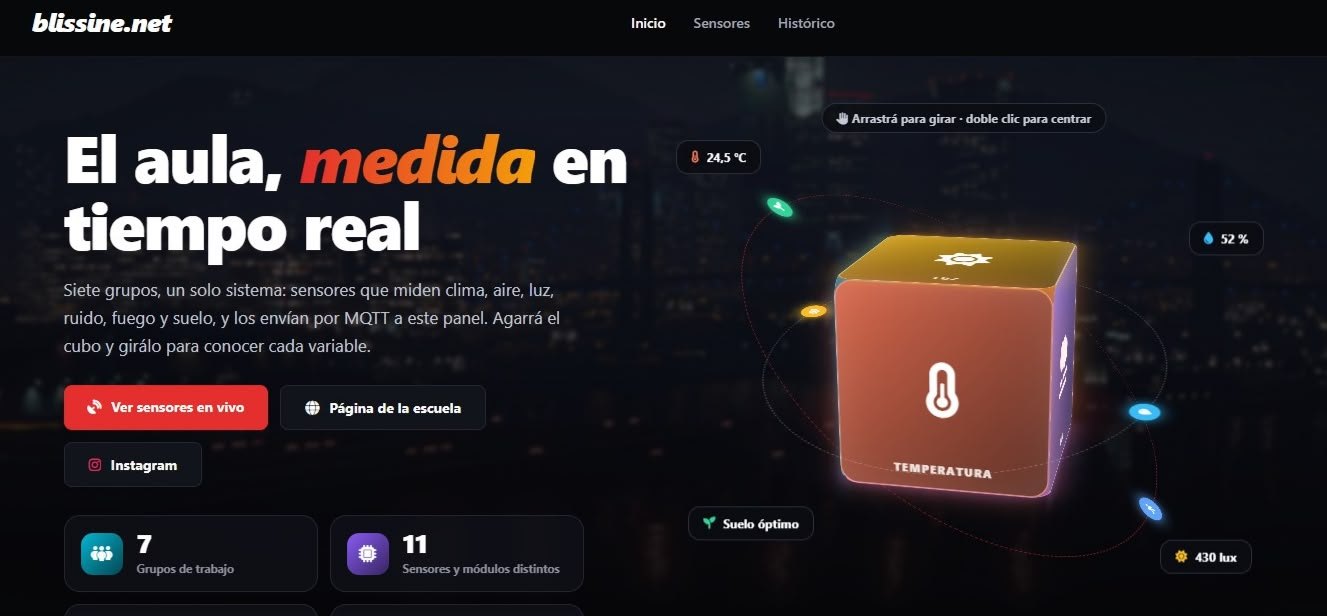 blissine.net
Inicio
Sensores
Histórico
El aula, medida en
tiempo real
Siete grupos, un solo sistema: sensores que miden clima, aire, luz,
ruido, fuego y suelo, y los envían por MQTT a este panel. Agarrá el
cubo y girálo para conocer cada variable.
Ver sensores en vivo
Página de la escuela
Instagram
7
Grupos de trabajo
11
Sensores y módulos distintos
Arrastrá para girar · doble clic para centrar
24,5 °C
52 %
TEMPERATURA
Suelo óptimo
430 lux